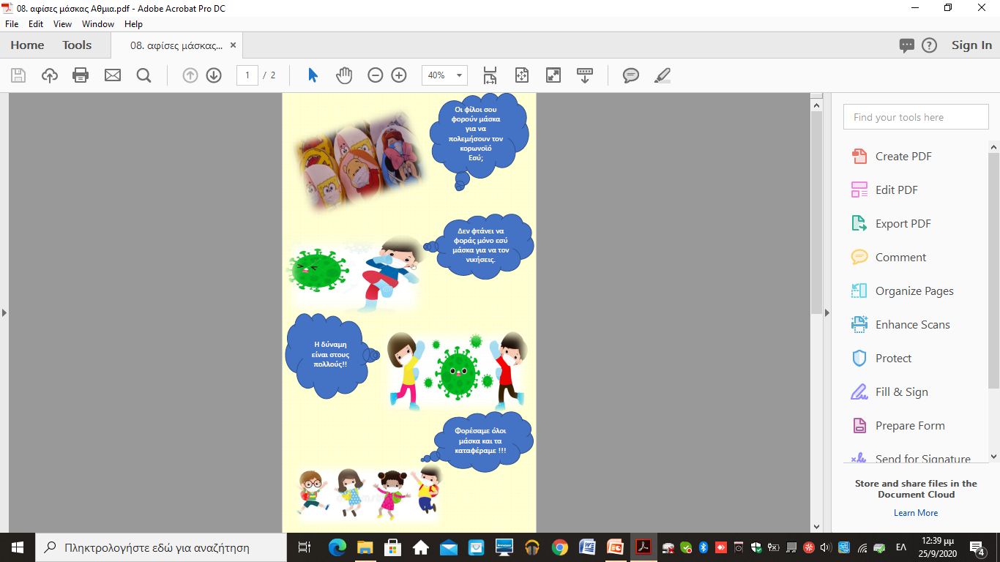 08. αφίσες μάσκας Αθμια.pdf - Adobe Acrobat Pro DC
File Edit View Window Help
Home Tools 08. αφίσες μάσκας... ×
Sign In
1 / 2
40%
Οι φίλοι σου
φορούν μάσκα
για να
πολεμήσουν τον
κορωνοϊό
Εσύ;
Δεν φτάνει να
φοράς μόνο εσύ
μάσκα για να τον
νικήσεις.
Η δύναμη
είναι στους
πολλούς!!
Φορέσαμε όλοι
μάσκα και τα
καταφέραμε !!!
Find your tools here
Create PDF
Edit PDF
Export PDF
Comment
Organize Pages
Enhance Scans
Protect
Fill & Sign
Prepare Form
Send for Signature
Store and share files in the
Document Cloud
Learn More
Πληκτρολογήστε εδώ για αναζήτηση
ΕΛ
12:39 μμ
25/9/2020
4